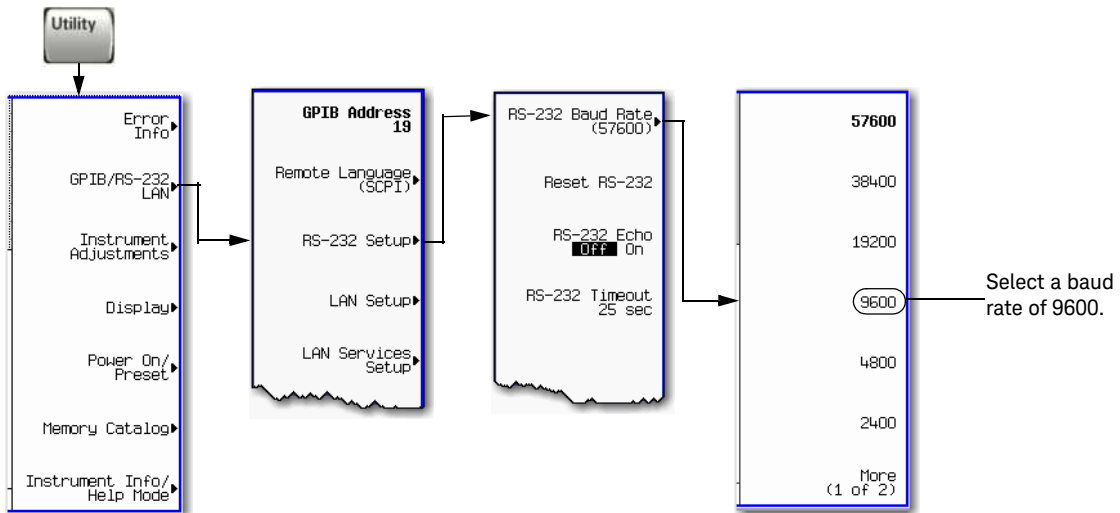 Utility
Error
Info
GPIB/RS-232
LAN
Instrument
Adjustments
Display
Power On/
Preset
Memory Catalog
Instrument Info/
Help Mode
GPIB Address
19
Remote Language
(SCPI)
RS-232 Setup
LAN Setup
LAN Services
Setup
RS-232 Baud Rate
(57600)
Reset RS-232
RS-232 Echo
Off On
RS-232 Timeout
25 sec
57600
38400
19200
9600
4800
2400
More
(1 of 2)
Select a baud
rate of 9600.